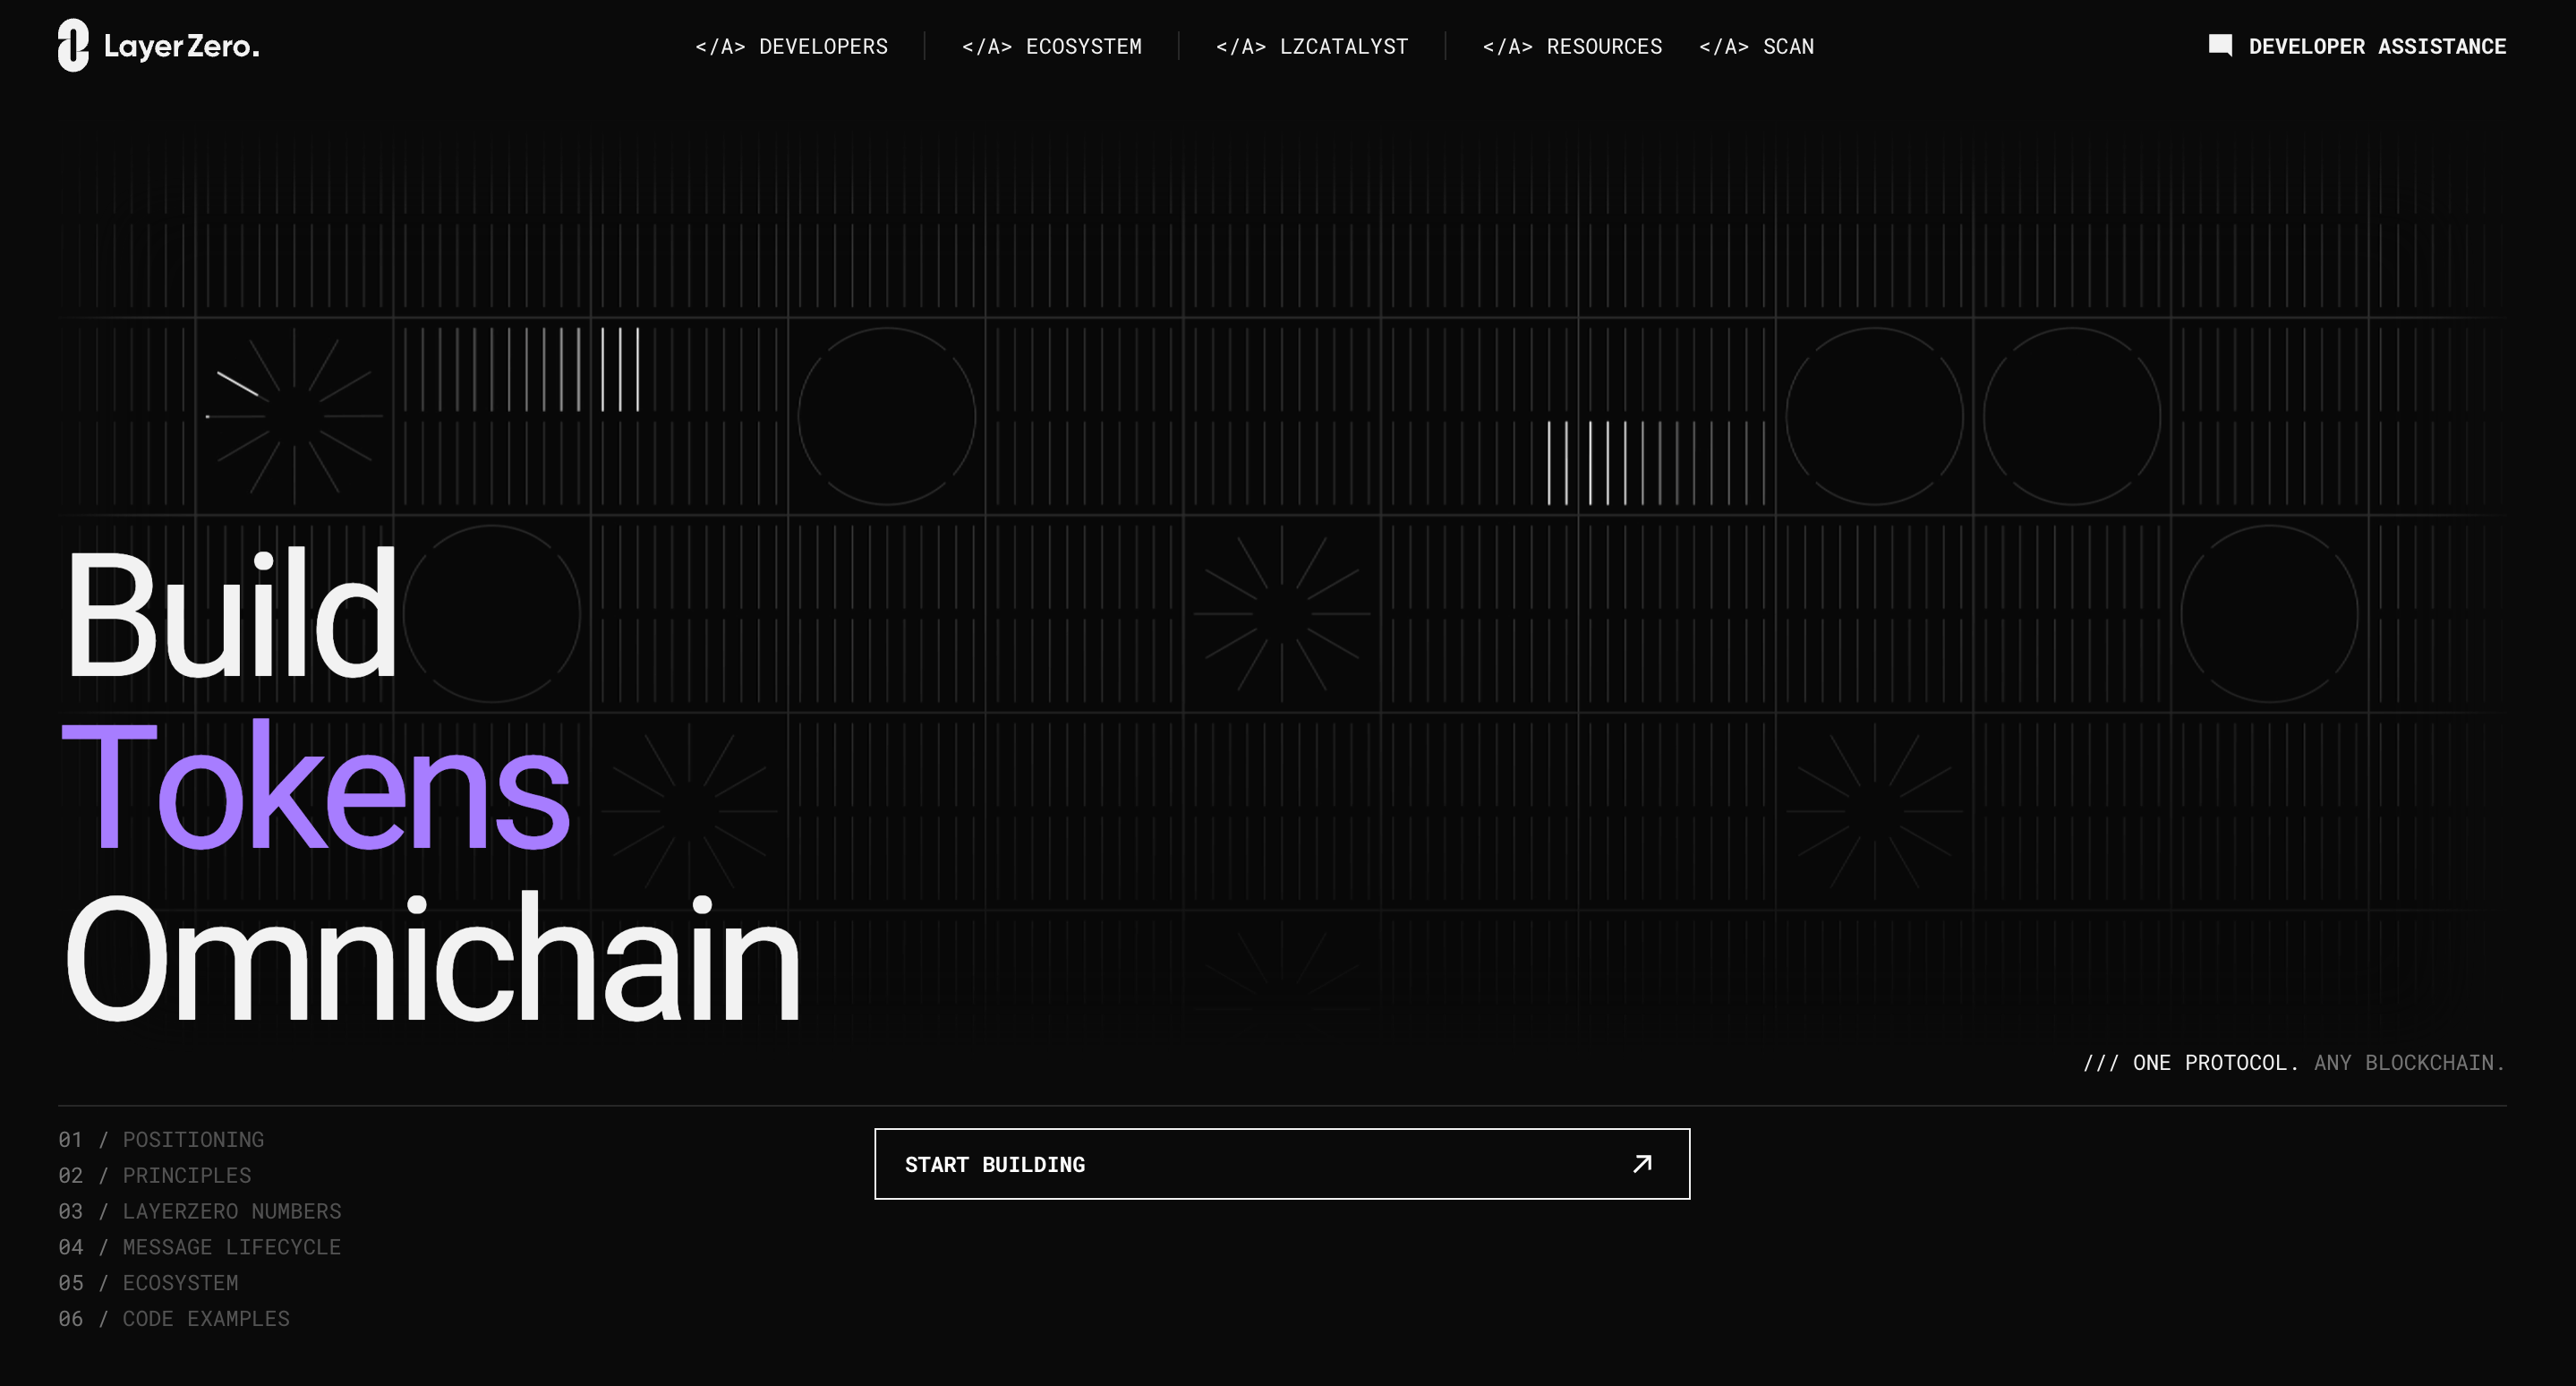 LayerZero.
</A> DEVELOPERS
</A> ECOSYSTEM
</A> LZCATALYST
</A> RESOURCES
</A> SCAN
DEVELOPER ASSISTANCE
Build
Tokens
Omnichain
/// ONE PROTOCOL. ANY BLOCKCHAIN.
01 / POSITIONING
02 / PRINCIPLES
03 / LAYERZERO NUMBERS
04 / MESSAGE LIFECYCLE
05 / ECOSYSTEM
06 / CODE EXAMPLES
START BUILDING